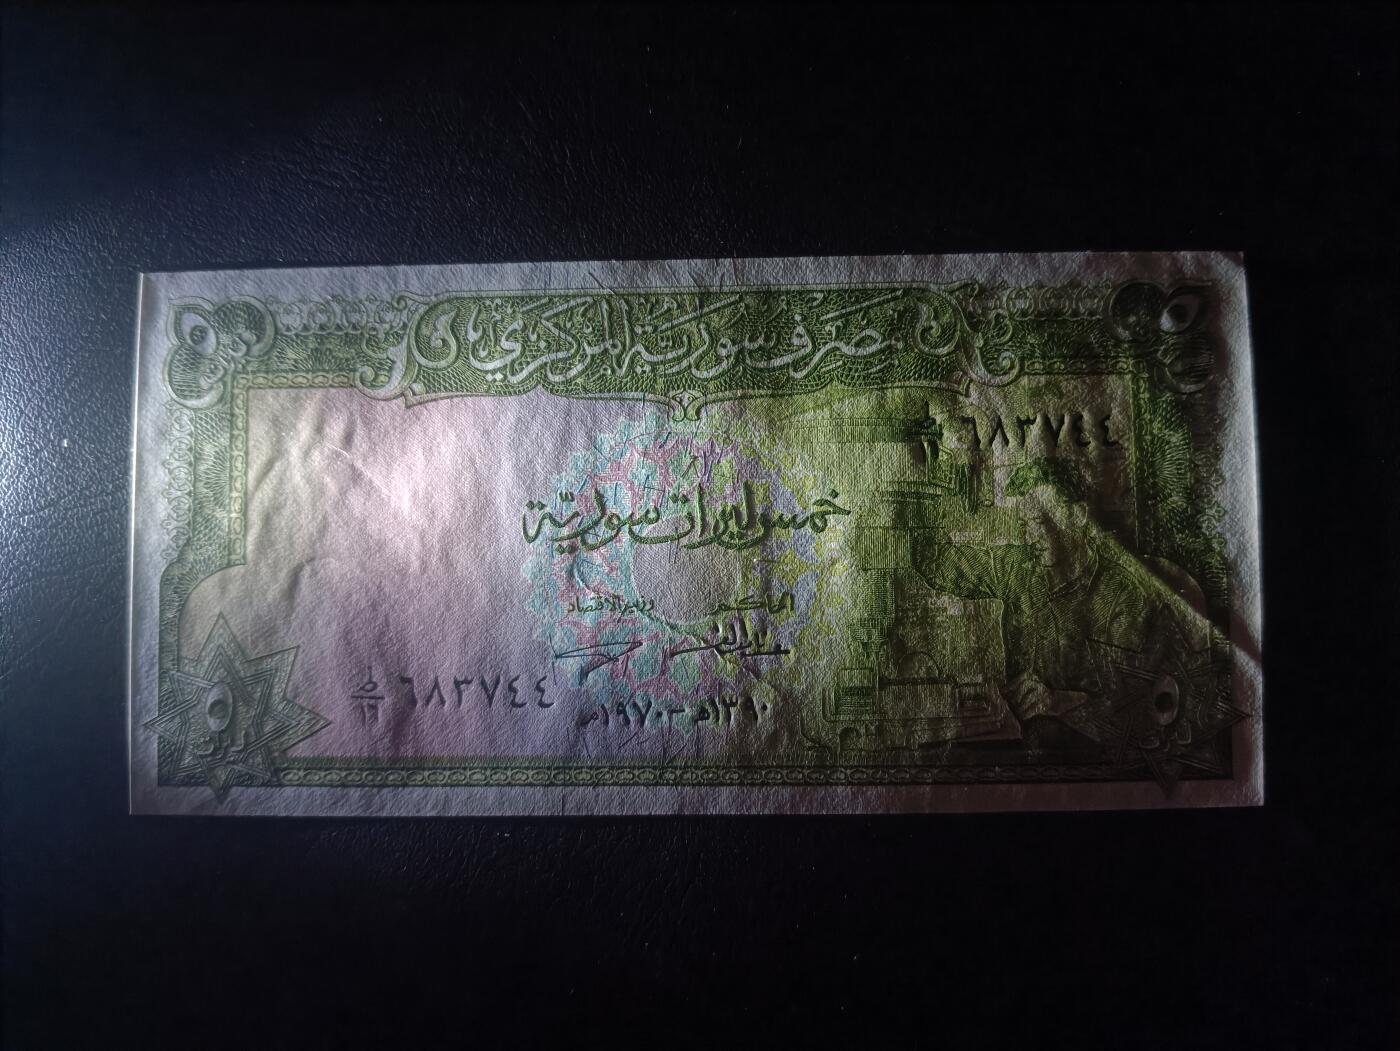 مصرف سورية المركزي
٦٨٣٧٤٤
خمس ليرات سورية
الحاكم
وزير الاقتصاد
٦٨٣٧٤٤
١٣٩٠هـ - ١٩٧٠م